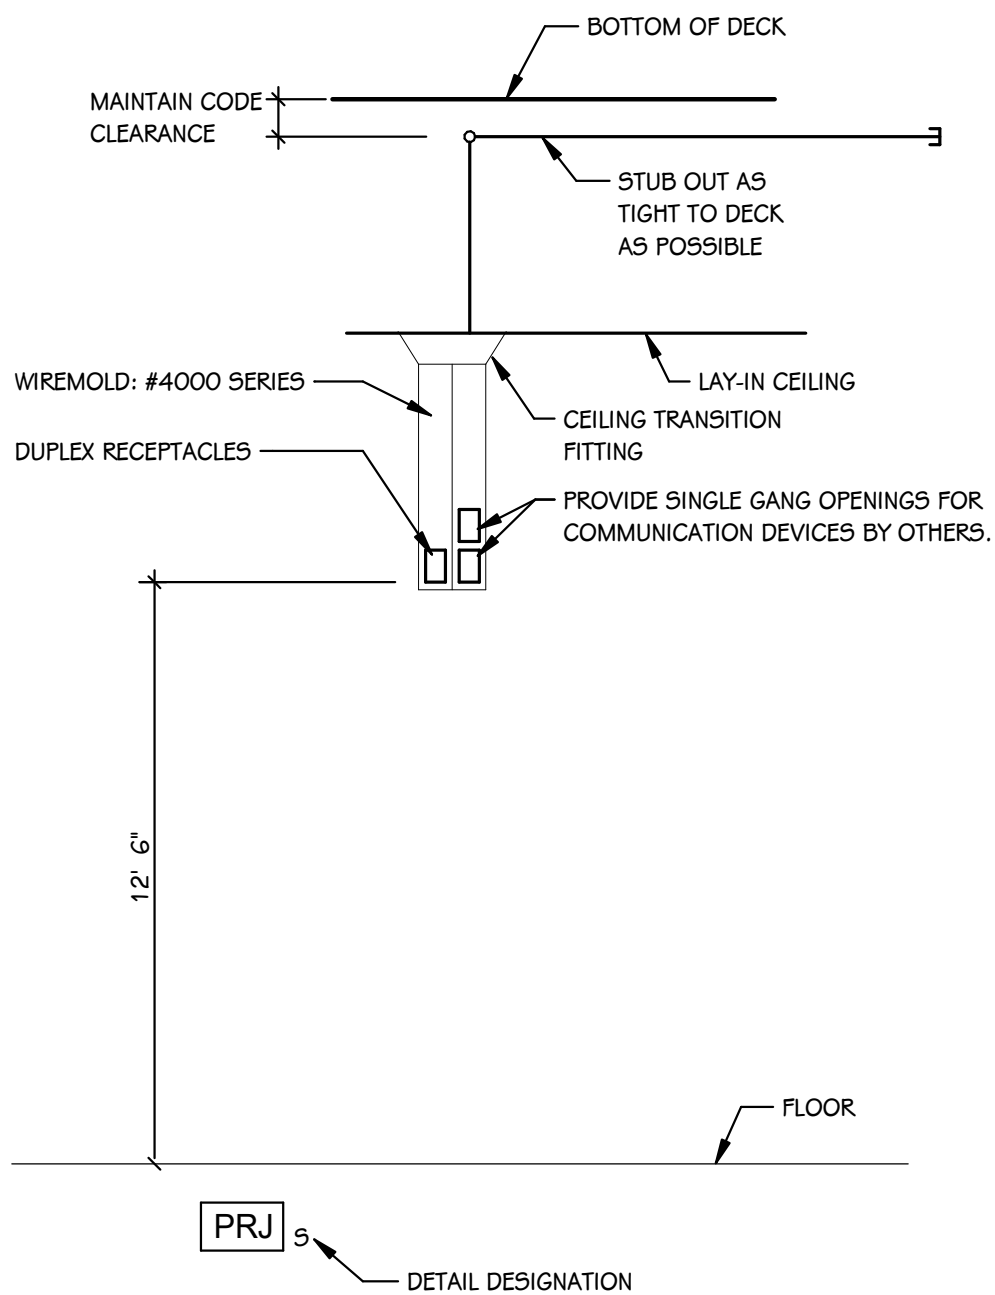 BOTTOM OF DECK
MAINTAIN CODE
CLEARANCE
STUB OUT AS
TIGHT TO DECK
AS POSSIBLE
WIREMOLD: #4000 SERIES
LAY-IN CEILING
CEILING TRANSITION
FITTING
DUPLEX RECEPTACLES
PROVIDE SINGLE GANG OPENINGS FOR
COMMUNICATION DEVICES BY OTHERS.
12' 6"
FLOOR
PRJ S
DETAIL DESIGNATION